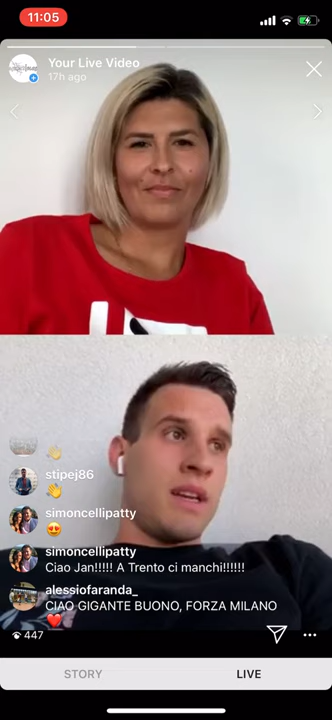 11:05
Your Live Video
17h ago
stipej86
simoncellipatty
simoncellipatty
Ciao Jan!!!!! A Trento ci manchi!!!!!!
alessiofaranda_
CIAO GIGANTE BUONO, FORZA MILANO
447
STORY
LIVE